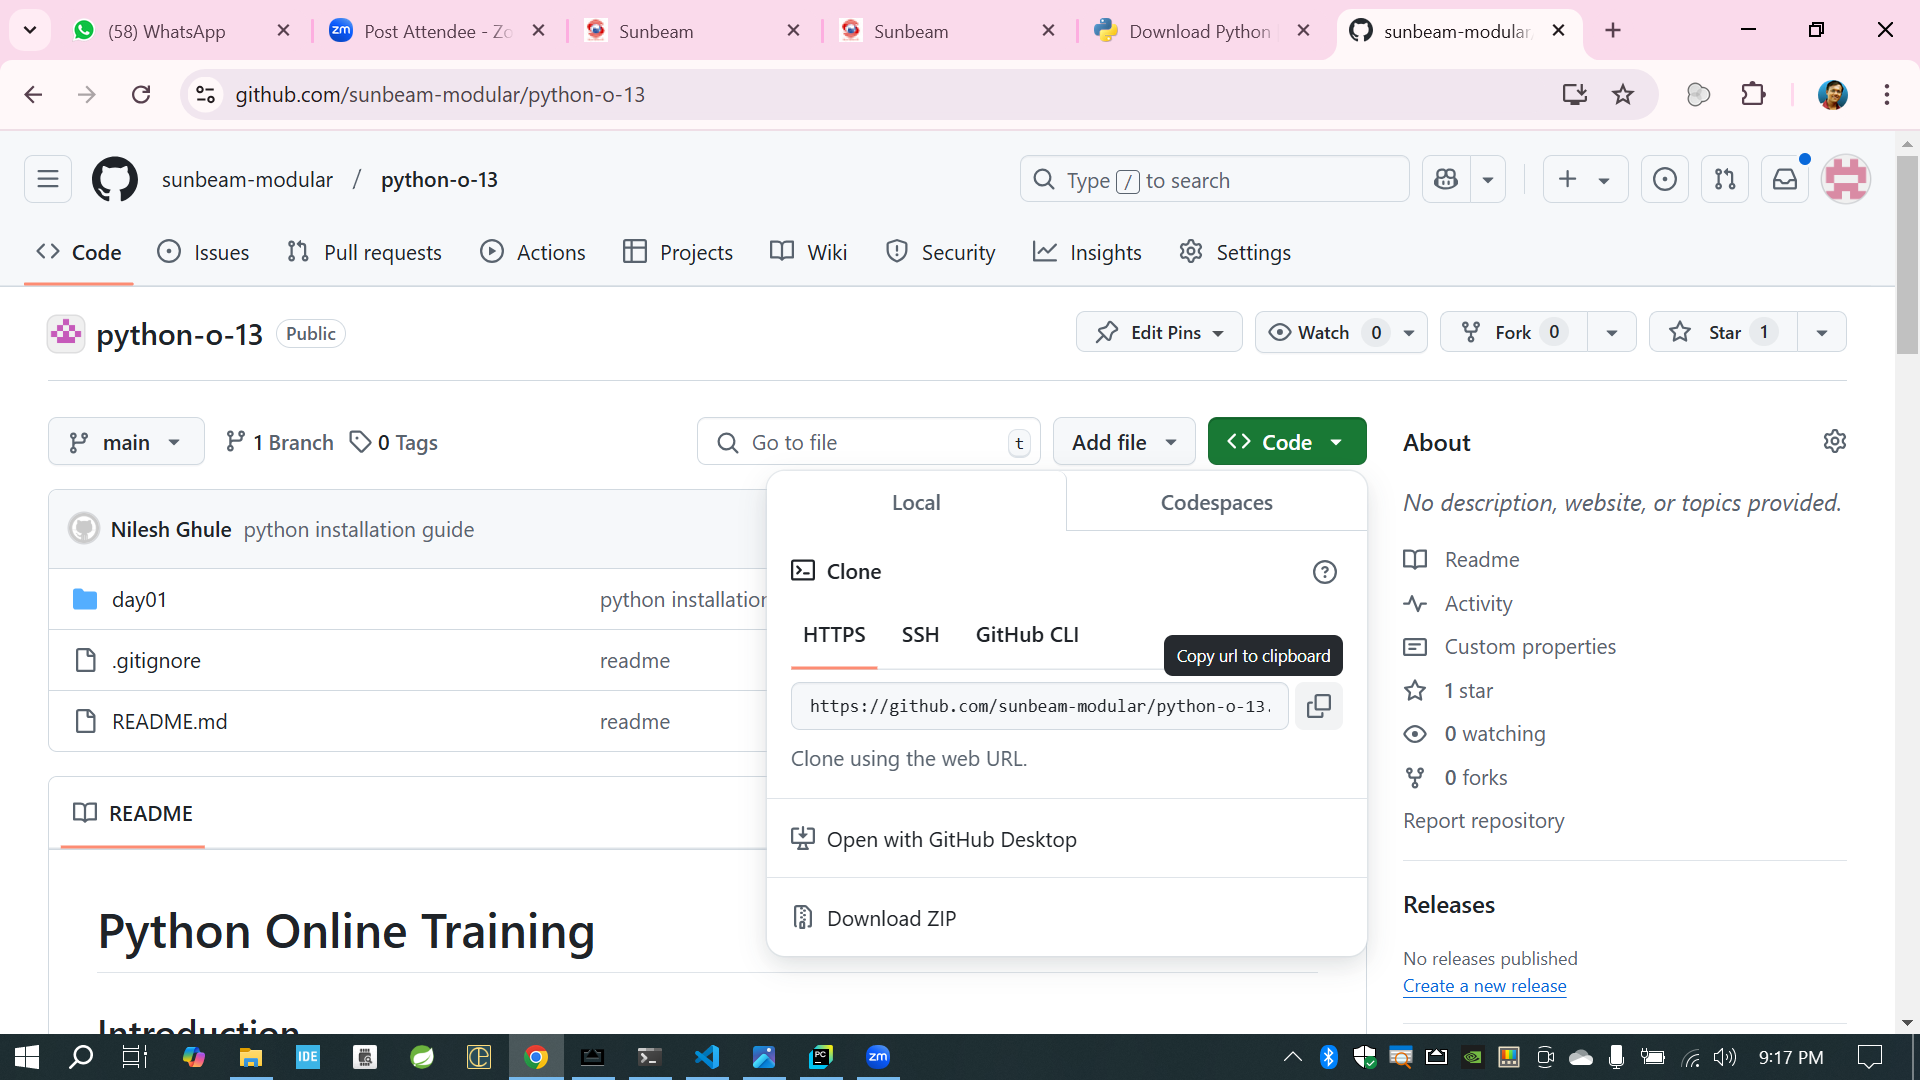 (58) WhatsApp
Post Attendee - Zo
Sunbeam
Sunbeam
Download Python
sunbeam-modular
github.com/sunbeam-modular/python-o-13
sunbeam-modular / python-o-13
Type / to search
Code
Issues
Pull requests
Actions
Projects
Wiki
Security
Insights
Settings
python-o-13 Public
Edit Pins
Watch 0
Fork 0
Star 1
main
1 Branch
0 Tags
Go to file t
Add file
Code
Nilesh Ghule python installation guide
day01 python installation
.gitignore readme
README.md readme
Local
Codespaces
Clone
HTTPS
SSH
GitHub CLI
Copy url to clipboard
https://github.com/sunbeam-modular/python-o-13.
Clone using the web URL.
Open with GitHub Desktop
Download ZIP
README
Python Online Training
Introduction
About
No description, website, or topics provided.
Readme
Activity
Custom properties
1 star
0 watching
0 forks
Report repository
Releases
No releases published
Create a new release
zm
IDE
PC
zm
9:17 PM